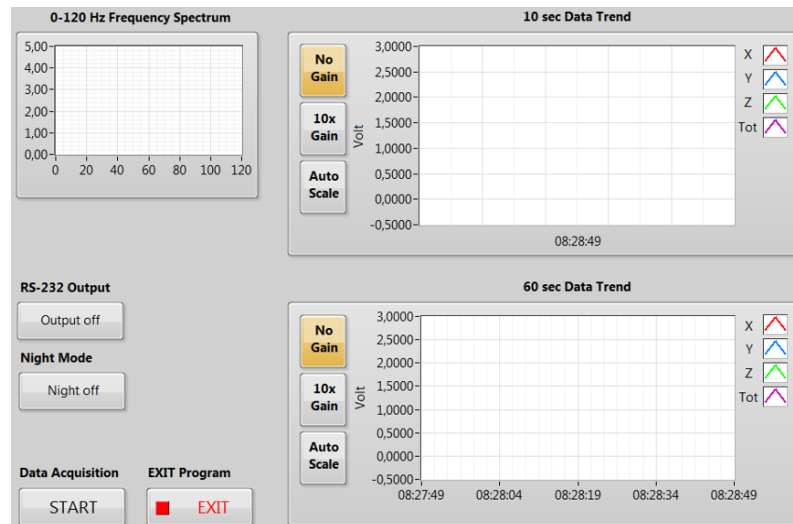 0-120 Hz Frequency Spectrum
5,00
4,00
3,00
2,00
1,00
0,00
0 20 40 60 80 100 120
10 sec Data Trend
No
Gain
10x
Gain
Auto
Scale
Volt
3,0000
2,5000
2,0000
1,5000
1,0000
0,5000
0,0000
-0,5000
08:28:49
X
Y
Z
Tot
RS-232 Output
Output off
Night Mode
Night off
60 sec Data Trend
No
Gain
10x
Gain
Auto
Scale
Volt
3,0000
2,5000
2,0000
1,5000
1,0000
0,5000
0,0000
-0,5000
08:27:49 08:28:04 08:28:19 08:28:34 08:28:49
X
Y
Z
Tot
Data Acquisition
START
EXIT Program
EXIT